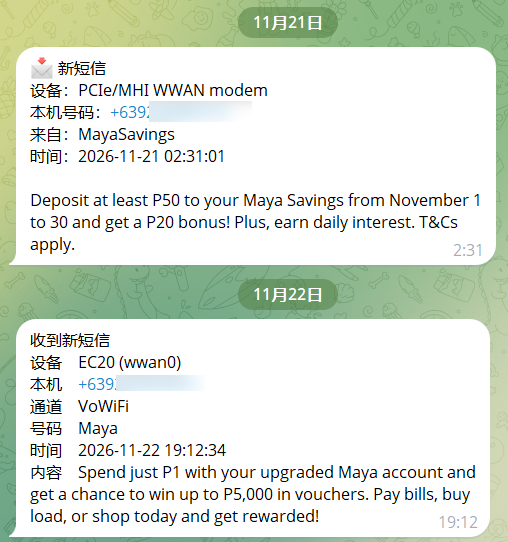 11月21日
新短信
设备：PCIe/MHI WWAN modem
本机号码：+639
来自：MayaSavings
时间：2026-11-21 02:31:01
Deposit at least P50 to your Maya Savings from November 1
to 30 and get a P20 bonus! Plus, earn daily interest. T&Cs
apply.
2:31
11月22日
收到新短信
设备 EC20 (wwan0)
本机 +639
通道 VoWiFi
号码 Maya
时间 2026-11-22 19:12:34
内容 Spend just P1 with your upgraded Maya account and
get a chance to win up to P5,000 in vouchers. Pay bills, buy
load, or shop today and get rewarded!
19:12